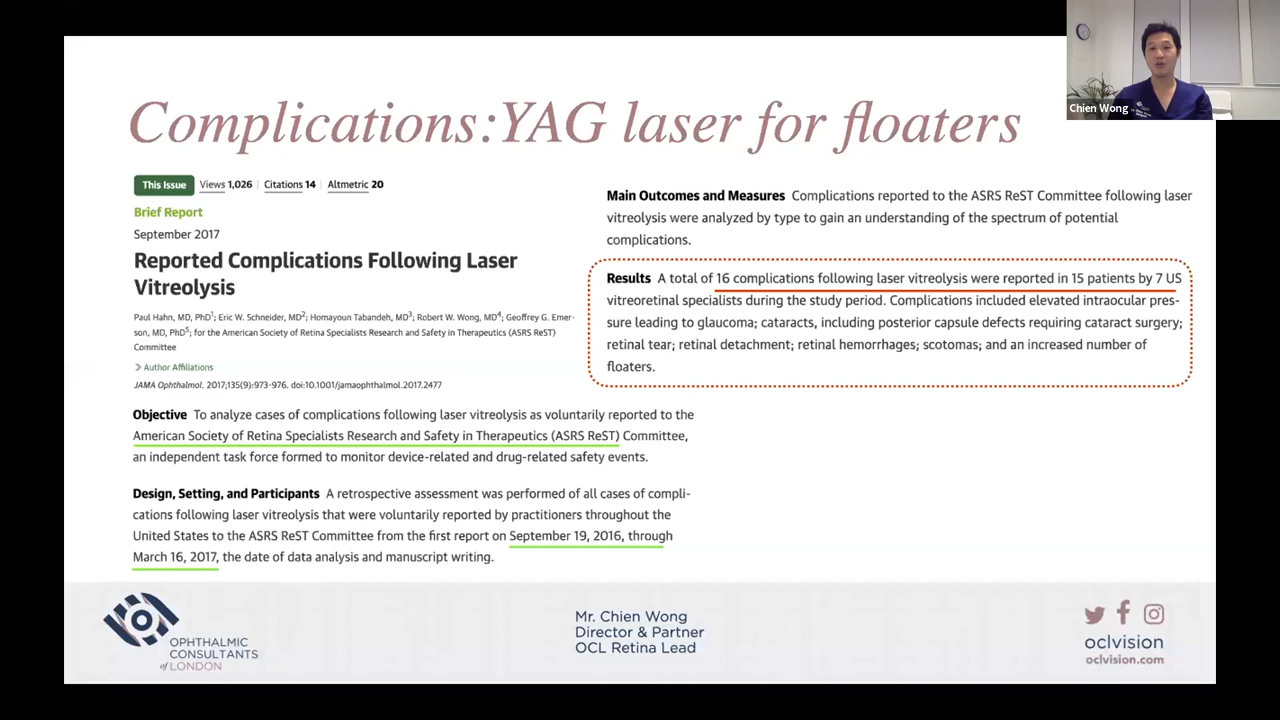 Chien Wong
Complications: YAG laser for floaters
This Issue Views 1,026 | Citations 14 | Altmetric 20
Brief Report
September 2017
Reported Complications Following Laser
Vitreolysis
Paul Hahn, MD, PhD1; Eric W. Schneider, MD2; Homayoun Tabandeh, MD3; Robert W. Wong, MD4; Geoffrey G. Emer-
son, MD, PhD5; for the American Society of Retina Specialists Research and Safety in Therapeutics (ASRS ReST)
Committee
Author Affiliations
JAMA Ophthalmol. 2017;135(9):973-976. doi:10.1001/jamaophthalmol.2017.2477
Objective To analyze cases of complications following laser vitreolysis as voluntarily reported to the
American Society of Retina Specialists Research and Safety in Therapeutics (ASRS ReST) Committee,
an independent task force formed to monitor device-related and drug-related safety events.
Design, Setting, and Participants A retrospective assessment was performed of all cases of compli-
cations following laser vitreolysis that were voluntarily reported by practitioners throughout the
United States to the ASRS ReST Committee from the first report on September 19, 2016, through
March 16, 2017, the date of data analysis and manuscript writing.
Main Outcomes and Measures Complications reported to the ASRS ReST Committee following laser
vitreolysis were analyzed by type to gain an understanding of the spectrum of potential
complications.
Results A total of 16 complications following laser vitreolysis were reported in 15 patients by 7 US
vitreoretinal specialists during the study period. Complications included elevated intraocular pres-
sure leading to glaucoma; cataracts, including posterior capsule defects requiring cataract surgery;
retinal tear; retinal detachment; retinal hemorrhages; scotomas; and an increased number of
floaters.
OPHTHALMIC
CONSULTANTS
of LONDON
Mr. Chien Wong
Director & Partner
OCL Retina Lead
oclvision
oclvision.com